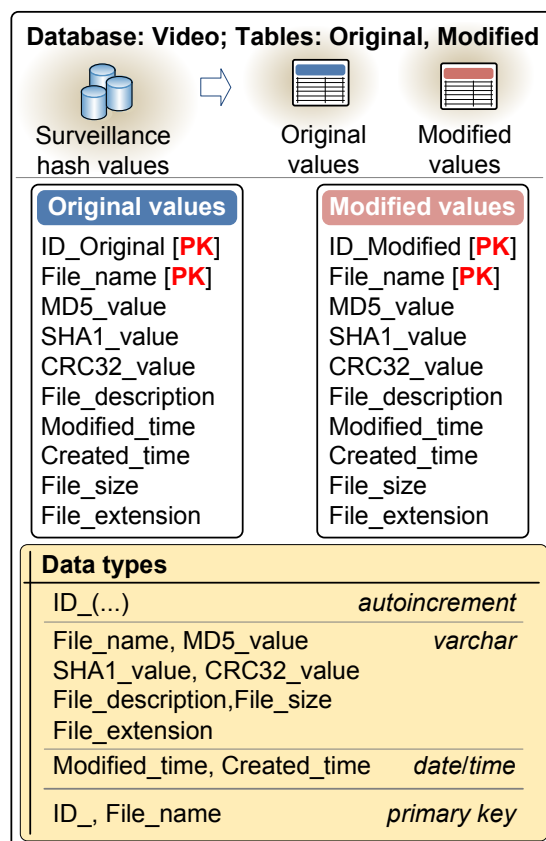 Database: Video; Tables: Original, Modified
Surveillance
hash values
Original
values
Modified
values
Original values
ID_Original [PK]
File_name [PK]
MD5_value
SHA1_value
CRC32_value
File_description
Modified_time
Created_time
File_size
File_extension
Modified values
ID_Modified [PK]
File_name [PK]
MD5_value
SHA1_value
CRC32_value
File_description
Modified_time
Created_time
File_size
File_extension
Data types
ID_(...) autoincrement
File_name, MD5_value varchar
SHA1_value, CRC32_value
File_description,File_size
File_extension
Modified_time, Created_time date/time
ID_, File_name primary key